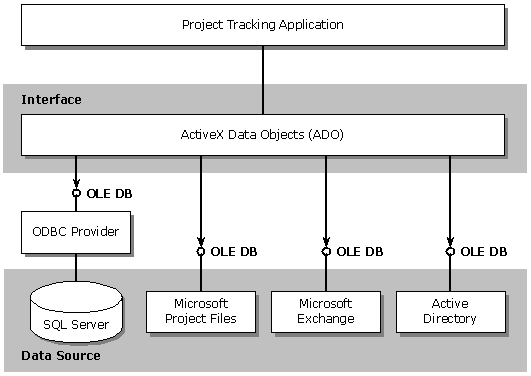 Project Tracking Application
Interface
ActiveX Data Objects (ADO)
OLE DB
ODBC Provider
OLE DB
OLE DB
OLE DB
SQL Server
Microsoft
Project Files
Microsoft
Exchange
Active
Directory
Data Source